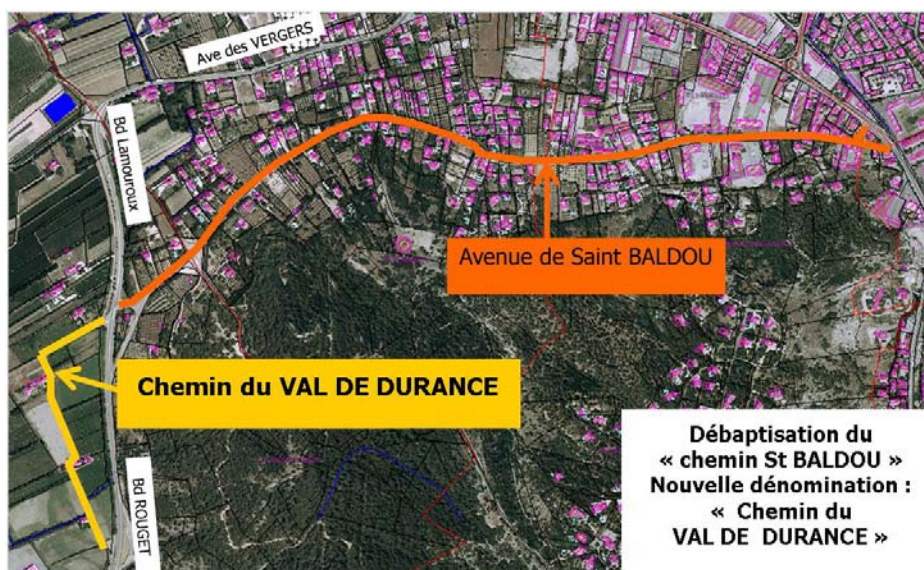 Ave des VERGERS
Bd Lamouroux
Avenue de Saint BALDOU
Chemin du VAL DE DURANCE
Bd ROUGET
Débaptisation du
« chemin St BALDOU »
Nouvelle dénomination :
« Chemin du
VAL DE DURANCE »